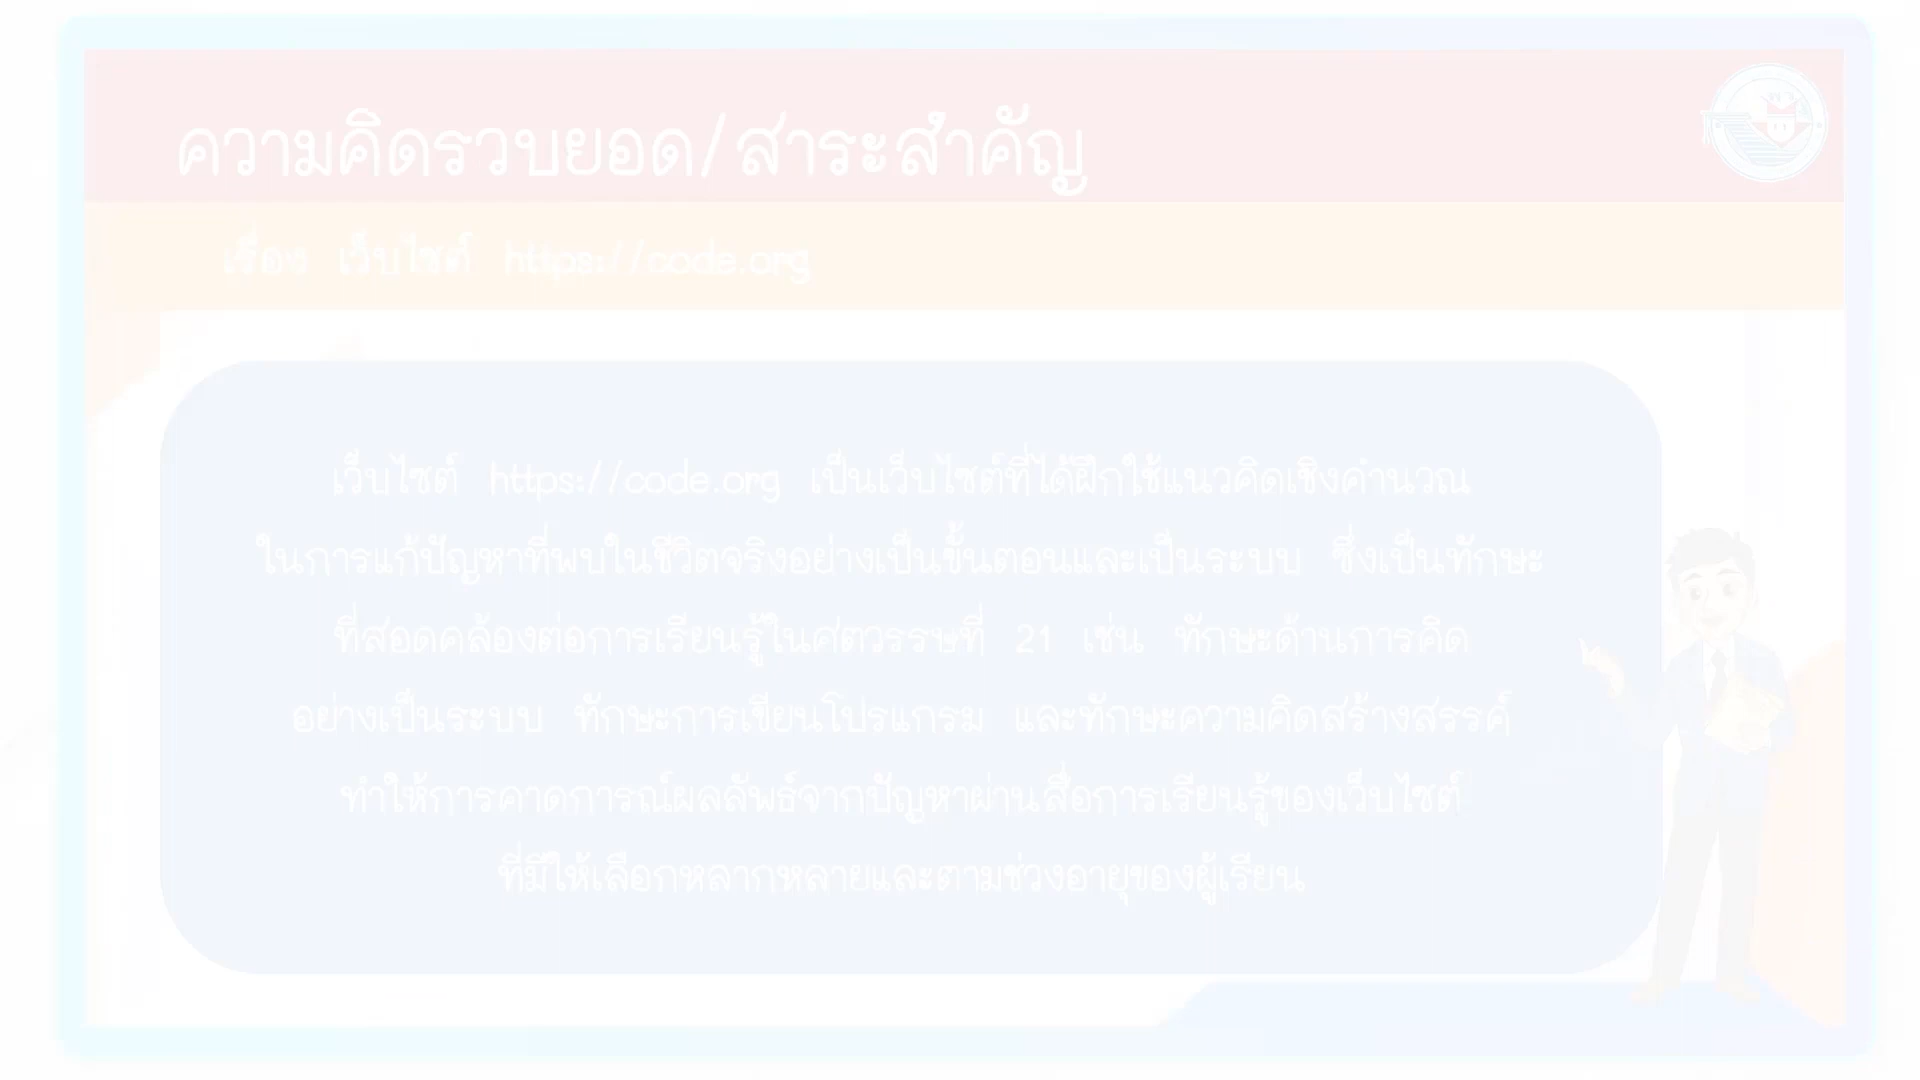 ความคิดรวบยอด/สาระสำคัญ
เรื่อง เว็บไซต์ https://code.org
เว็บไซต์ https://code.org เป็นเว็บไซต์ที่ได้ฝึกใช้แนวคิดเชิงคำนวณ
ในการแก้ปัญหาที่พบในชีวิตจริงอย่างเป็นขั้นตอนและเป็นระบบ ซึ่งเป็นทักษะ
ที่สอดคล้องต่อการเรียนรู้ในศตวรรษที่ 21 เช่น ทักษะด้านการคิด
อย่างเป็นระบบ ทักษะการเขียนโปรแกรม และทักษะความคิดสร้างสรรค์
ทำให้การคาดการณ์ผลลัพธ์จากปัญหาผ่านสื่อการเรียนรู้ของเว็บไซต์
ที่มีให้เลือกหลากหลายและตามช่วงอายุของผู้เรียน